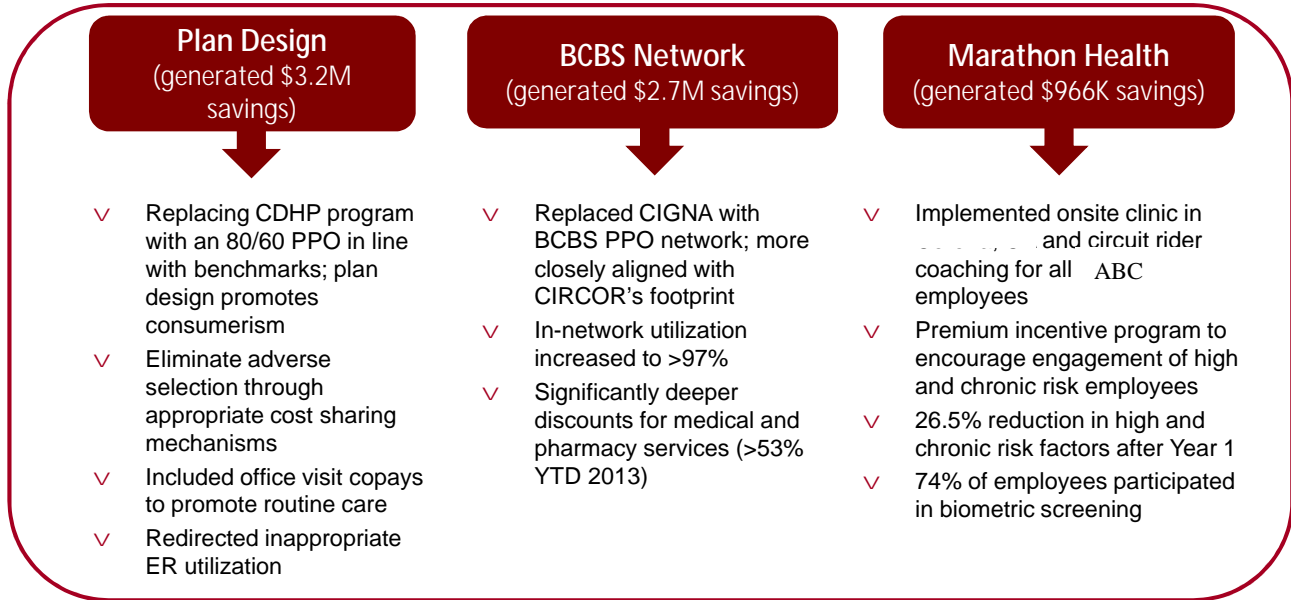 Plan Design
(generated $3.2M
savings)
Replacing CDHP program
with an 80/60 PPO in line
with benchmarks; plan
design promotes
consumerism
Eliminate adverse
selection through
appropriate cost sharing
mechanisms
Included office visit copays
to promote routine care
Redirected inappropriate
ER utilization
BCBS Network
(generated $2.7M savings)
Replaced CIGNA with
BCBS PPO network; more
closely aligned with
CIRCOR’s footprint
In-network utilization
increased to >97%
Significantly deeper
discounts for medical and
pharmacy services (>53%
YTD 2013)
Marathon Health
(generated $966K savings)
Implemented onsite clinic in
and circuit rider
coaching for all ABC
employees
Premium incentive program to
encourage engagement of high
and chronic risk employees
26.5% reduction in high and
chronic risk factors after Year 1
74% of employees participated
in biometric screening